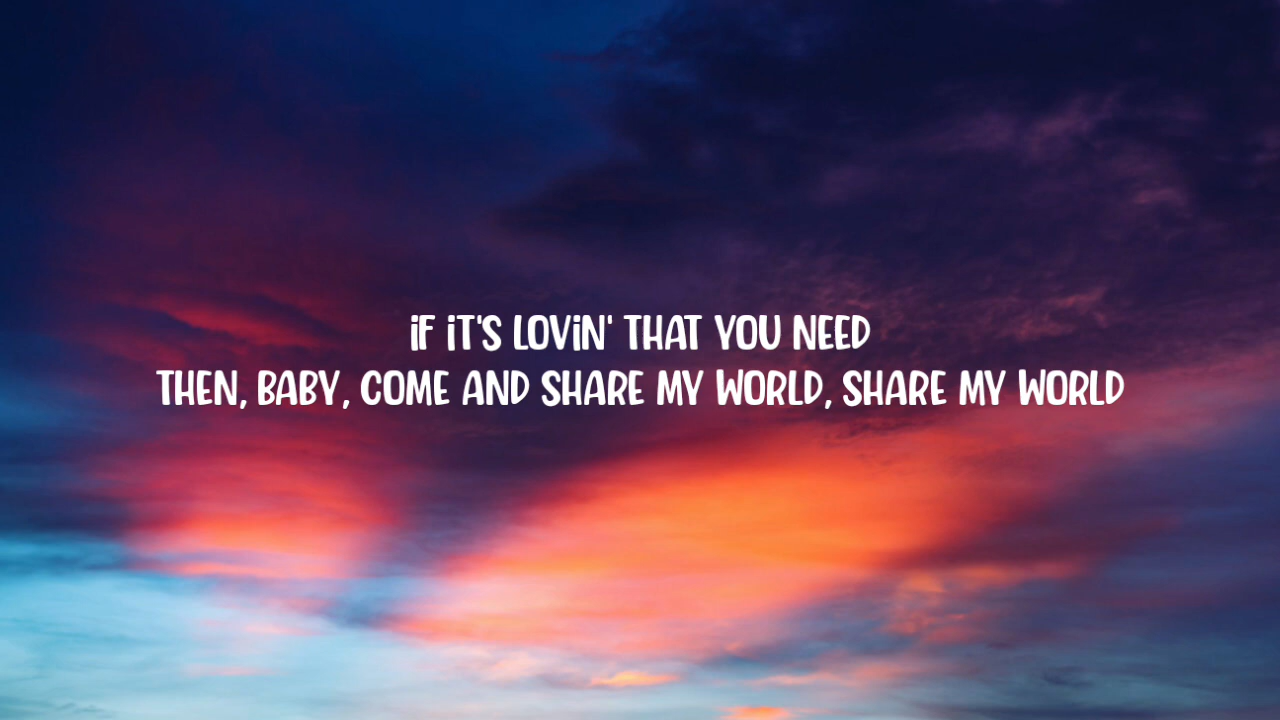 iF iT'S LOViN' THAT YOU NEED
THEN, BABY, COME AND SHARE MY WORLD, SHARE MY WORLD